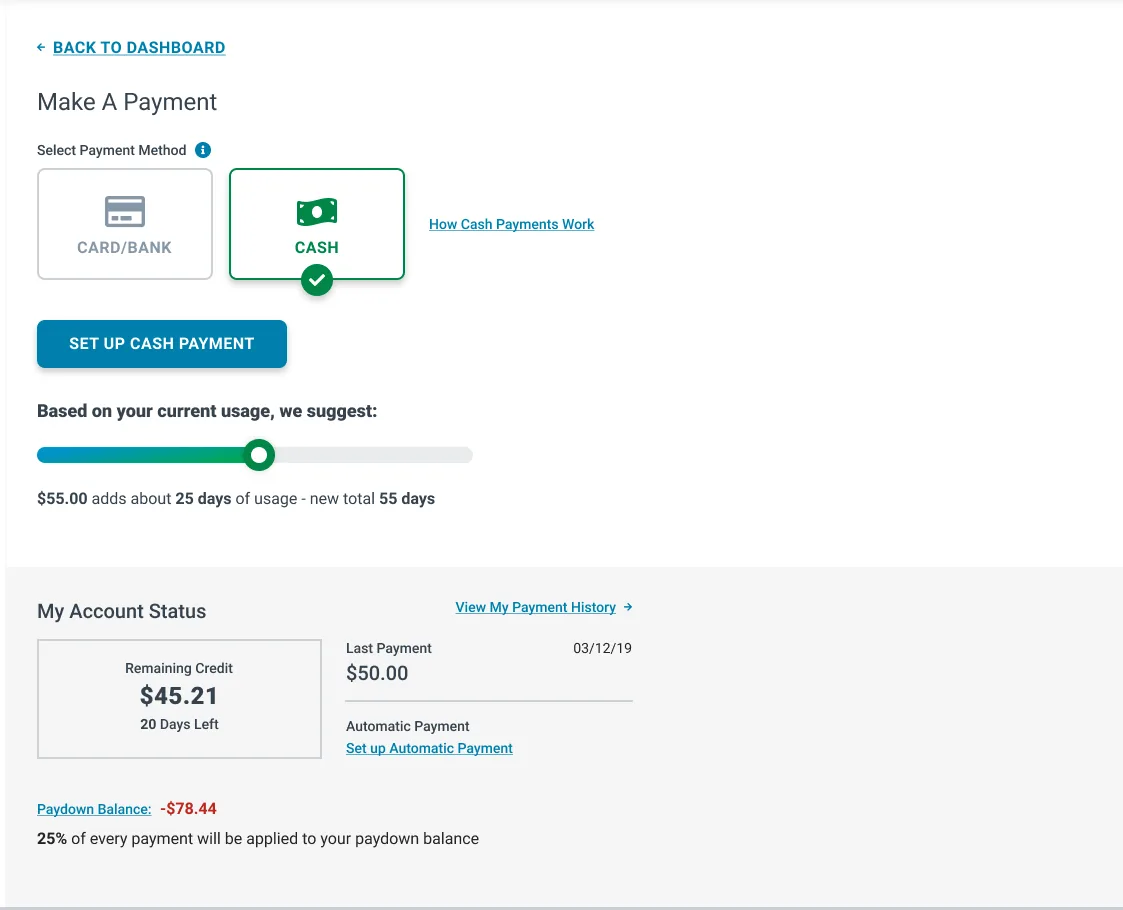 ← BACK TO DASHBOARD
Make A Payment
Select Payment Method i
CARD/BANK
CASH
How Cash Payments Work
SET UP CASH PAYMENT
Based on your current usage, we suggest:
$55.00 adds about 25 days of usage - new total 55 days
My Account Status
View My Payment History →
Remaining Credit
$45.21
20 Days Left
Last Payment 03/12/19
$50.00
Automatic Payment
Set up Automatic Payment
Paydown Balance: -$78.44
25% of every payment will be applied to your paydown balance